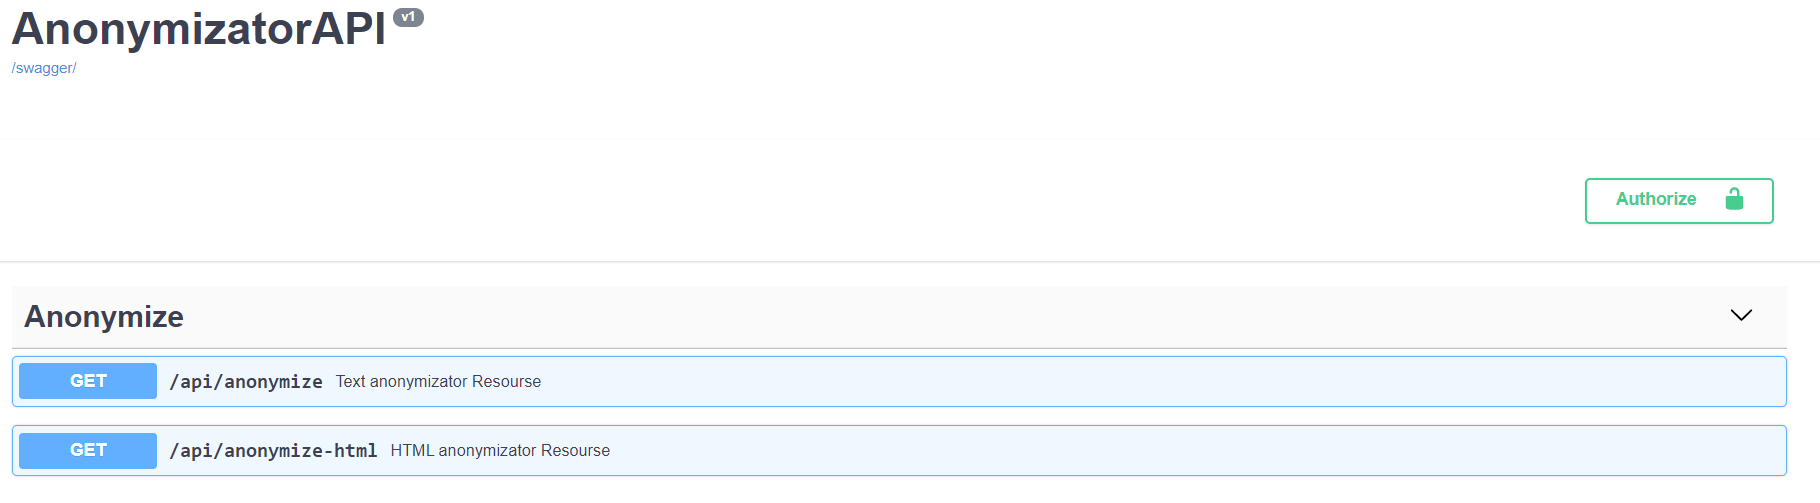 AnonymizatorAPI v1
/swagger/
Authorize
Anonymize
GET /api/anonymize Text anonymizator Resourse
GET /api/anonymize-html HTML anonymizator Resourse